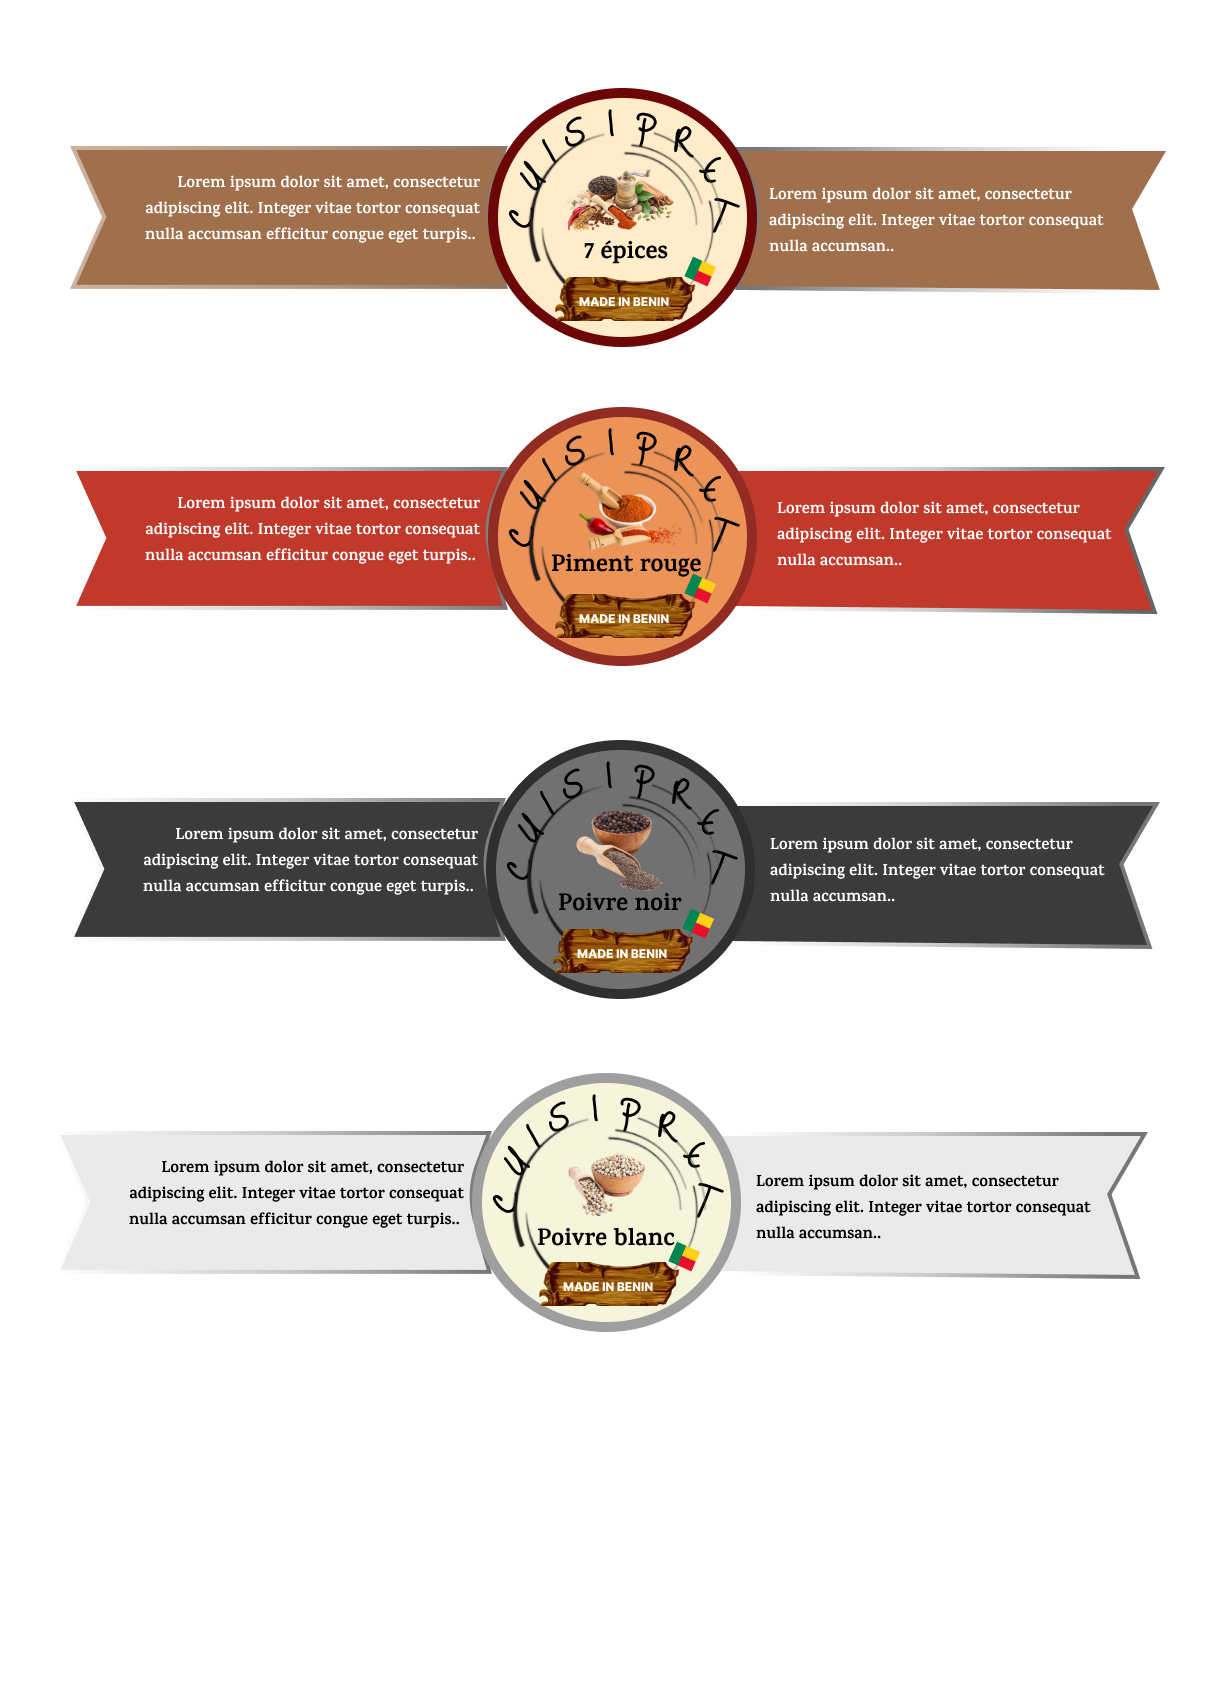 CUISIPRET
Lorem ipsum dolor sit amet, consectetur
adipiscing elit. Integer vitae tortor consequat
nulla accumsan efficitur congue eget turpis..
7 épices
MADE IN BENIN
Lorem ipsum dolor sit amet, consectetur
adipiscing elit. Integer vitae tortor consequat
nulla accumsan..
CUISIPRET
Lorem ipsum dolor sit amet, consectetur
adipiscing elit. Integer vitae tortor consequat
nulla accumsan efficitur congue eget turpis..
Piment rouge
MADE IN BENIN
Lorem ipsum dolor sit amet, consectetur
adipiscing elit. Integer vitae tortor consequat
nulla accumsan..
CUISIPRET
Lorem ipsum dolor sit amet, consectetur
adipiscing elit. Integer vitae tortor consequat
nulla accumsan efficitur congue eget turpis..
Poivre noir
MADE IN BENIN
Lorem ipsum dolor sit amet, consectetur
adipiscing elit. Integer vitae tortor consequat
nulla accumsan..
CUISIPRET
Lorem ipsum dolor sit amet, consectetur
adipiscing elit. Integer vitae tortor consequat
nulla accumsan efficitur congue eget turpis..
Poivre blanc
MADE IN BENIN
Lorem ipsum dolor sit amet, consectetur
adipiscing elit. Integer vitae tortor consequat
nulla accumsan..